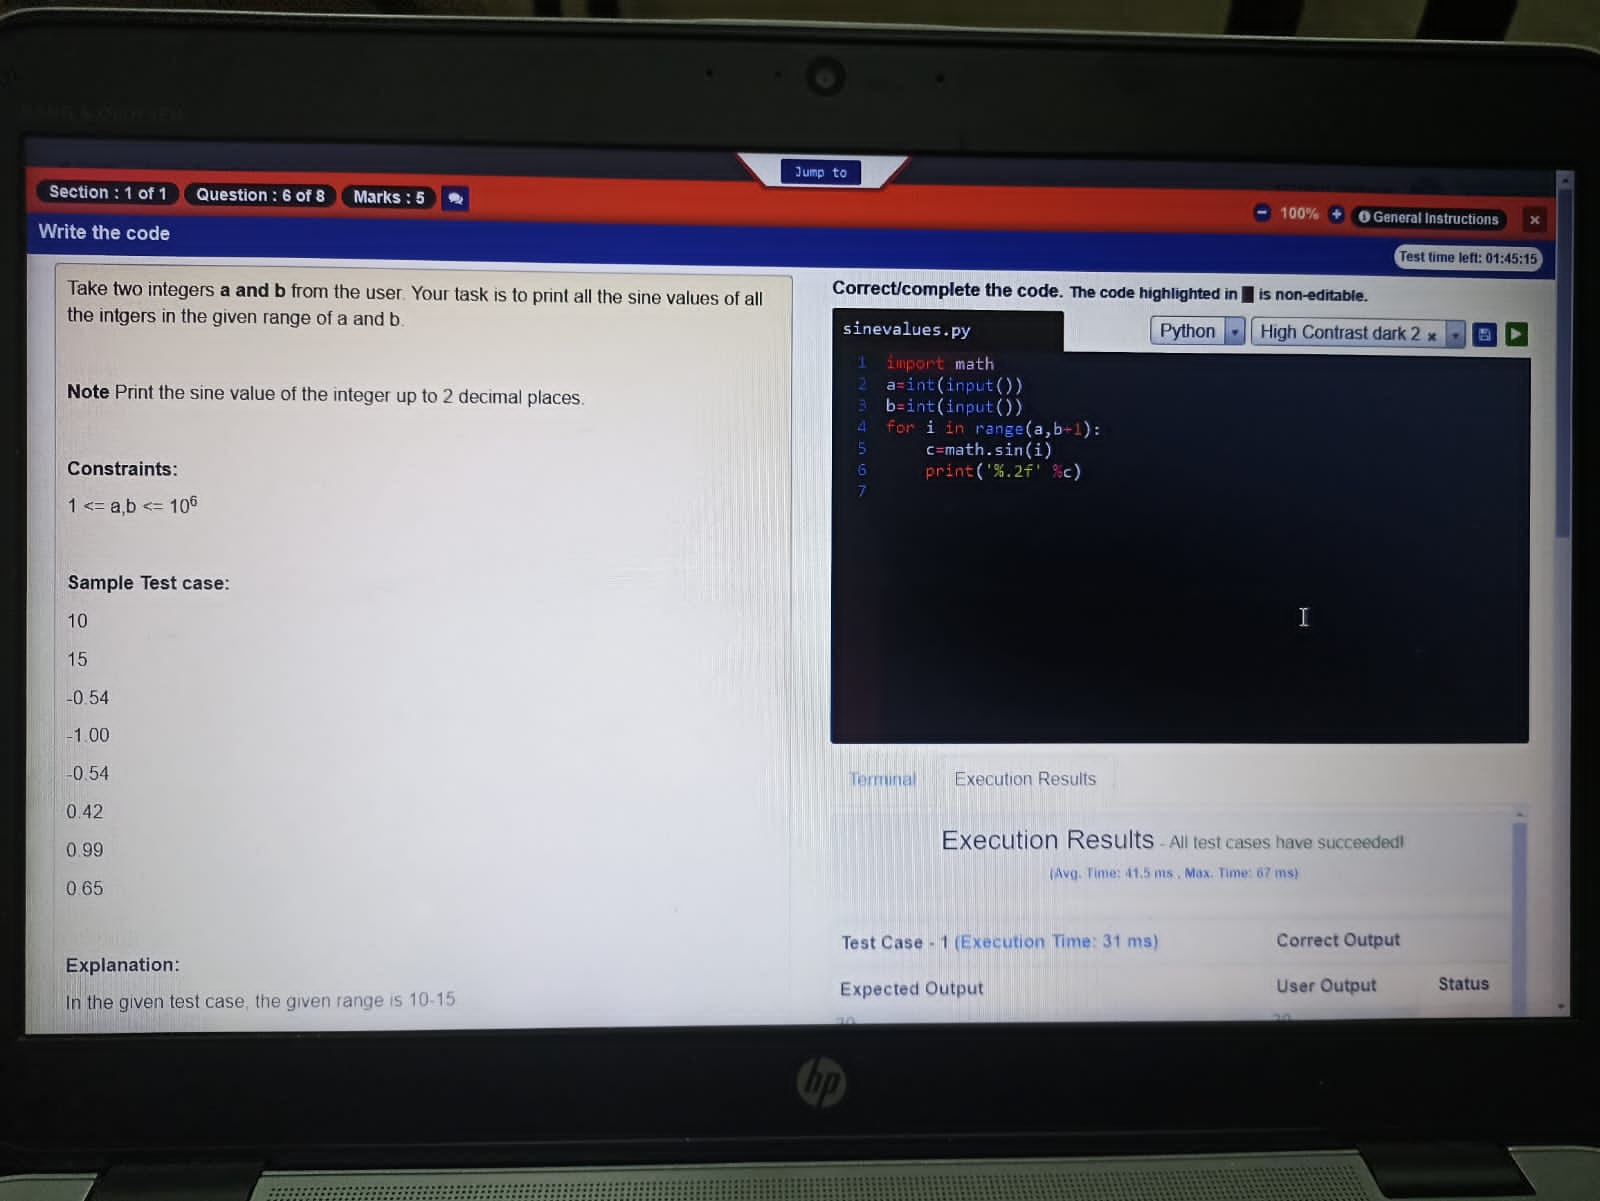 Jump to
Section : 1 of 1 Question : 6 of 8 Marks : 5
100% General Instructions
Write the code
Test time left: 01:45:15
Take two integers a and b from the user. Your task is to print all the sine values of all
the intgers in the given range of a and b.
Note Print the sine value of the integer up to 2 decimal places.
Constraints:
1 <= a,b <= 10⁶
Sample Test case:
10
15
-0.54
-1.00
-0.54
0.42
0.99
0.65
Explanation:
In the given test case, the given range is 10-15
Correct/complete the code. The code highlighted in is non-editable.
sinevalues.py
Python High Contrast dark 2 ×
1 import math
2 a=int(input())
3 b=int(input())
4 for i in range(a,b+1):
5     c=math.sin(i)
6     print('%.2f' %c)
7
Terminal Execution Results
Execution Results - All test cases have succeeded!
(Avg. Time: 41.5 ms , Max. Time: 67 ms)
Test Case - 1 (Execution Time: 31 ms) Correct Output
Expected Output User Output Status
hp